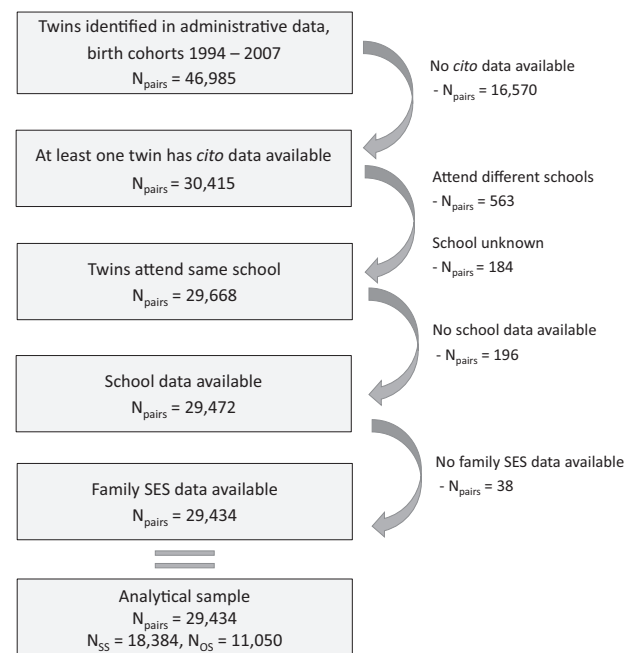 Twins identified in administrative data,
birth cohorts 1994 – 2007
Npairs = 46,985
No cito data available
- Npairs = 16,570
At least one twin has cito data available
Npairs = 30,415
Attend different schools
- Npairs = 563
School unknown
- Npairs = 184
Twins attend same school
Npairs = 29,668
No school data available
- Npairs = 196
School data available
Npairs = 29,472
No family SES data available
- Npairs = 38
Family SES data available
Npairs = 29,434
Analytical sample
Npairs = 29,434
NSS = 18,384, NOS = 11,050